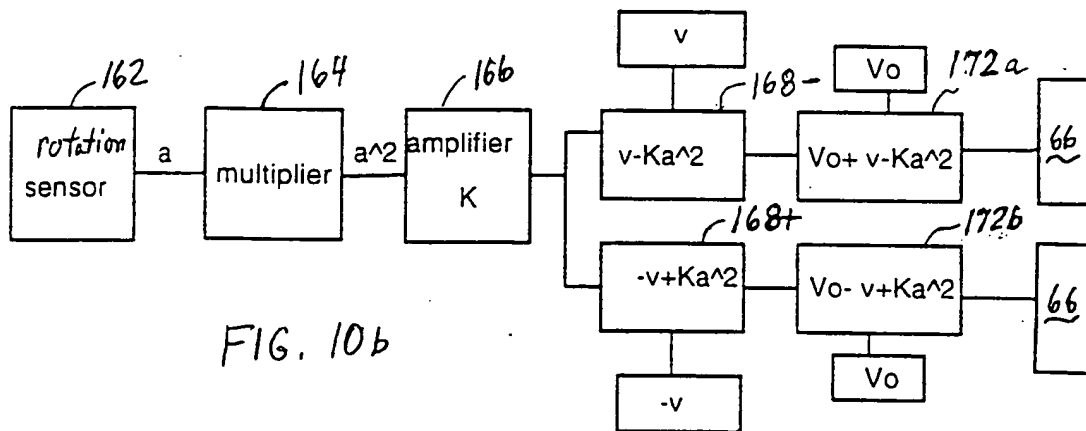 162
rotation
sensor
a
164
multiplier
a^2
166
amplifier
K
v
168-
v-Ka^2
Vo
172a
Vo+ v-Ka^2
66
168+
-v+Ka^2
-v
172b
Vo- v+Ka^2
Vo
66
FIG. 10b